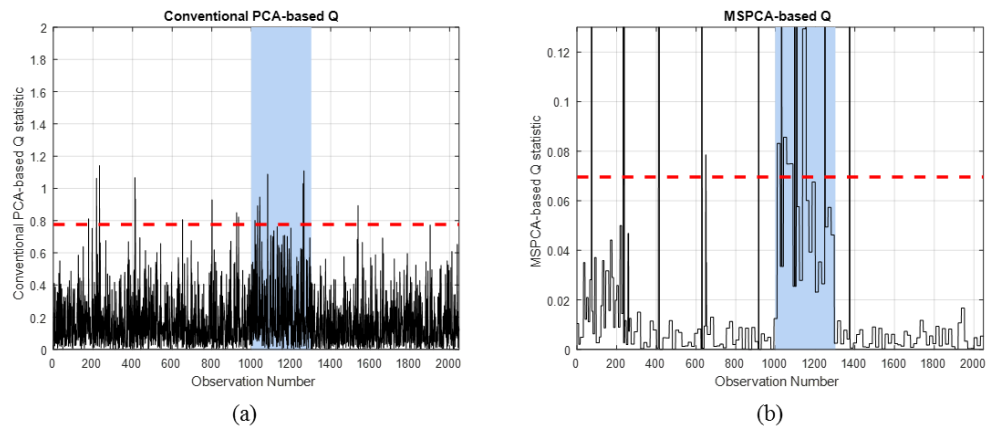 Conventional PCA-based Q
Conventional PCA-based Q statistic
2
1.8
1.6
1.4
1.2
1
0.8
0.6
0.4
0.2
0
0 200 400 600 800 1000 1200 1400 1600 1800 2000
Observation Number
(a)
MSPCA-based Q
MSPCA-based Q statistic
0.12
0.1
0.08
0.06
0.04
0.02
0
0 200 400 600 800 1000 1200 1400 1600 1800 2000
Observation Number
(b)